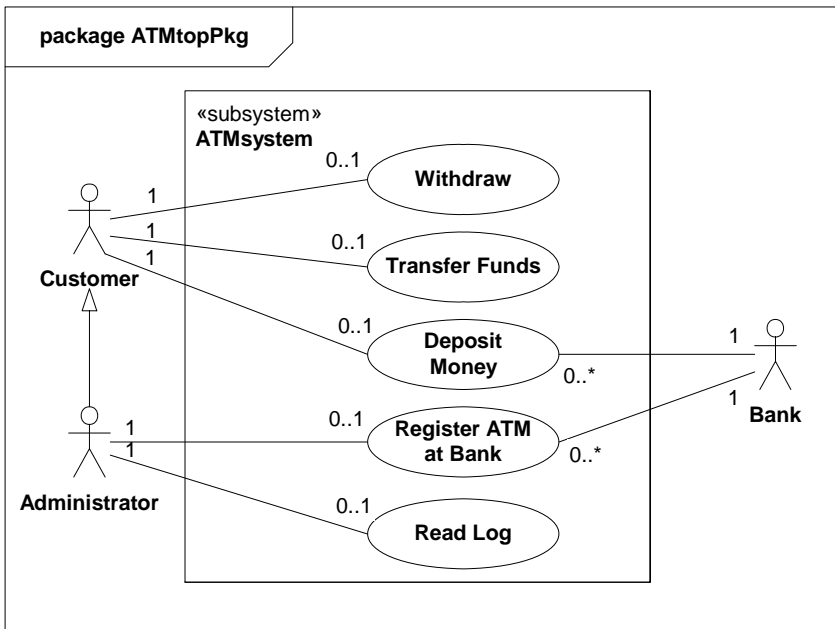 package ATMtopPkg
«subsystem»
ATMsystem
0..1
Withdraw
1
1
0..1
Transfer Funds
1
Customer
0..1
Deposit
Money
1
0..*
0..1
Register ATM
at Bank
1
1
0..*
1
Bank
Administrator
0..1
Read Log